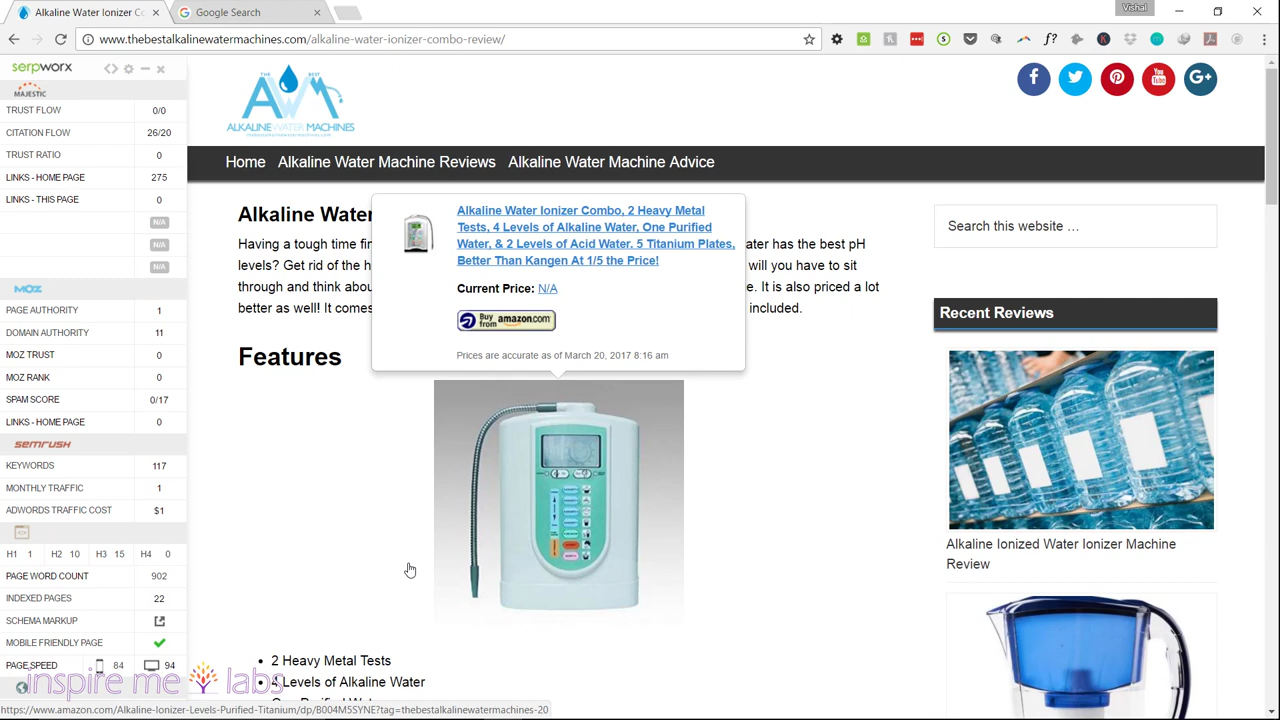 Alkaline Water Ionizer Co
Google Search
Vishal
www.thebestalkalinewatermachines.com/alkaline-water-ionizer-combo-review/
serpworx
MAJESTIC
TRUST FLOW 0/0
CITATION FLOW 26/20
TRUST RATIO 0
LINKS - HOME PAGE 275
LINKS - THIS PAGE 0
N/A
N/A
N/A
MOZ
PAGE AUTHORITY 1
DOMAIN AUTHORITY 11
MOZ TRUST 0
MOZ RANK 0
SPAM SCORE 0/17
LINKS - HOME PAGE 0
SEMRUSH
KEYWORDS 117
MONTHLY TRAFFIC 1
ADWORDS TRAFFIC COST $1
H1 1 H2 10 H3 15 H4 0
PAGE WORD COUNT 902
INDEXED PAGES 22
SCHEMA MARKUP
MOBILE FRIENDLY PAGE
PAGE SPEED 84 94
inspire me labs
THE BEST
AWM
ALKALINE WATER MACHINES
thebestalkalinewatermachines.com
Home Alkaline Water Machine Reviews Alkaline Water Machine Advice
Alkaline Water
Having a tough time fin
levels? Get rid of the h
through and think abou
better as well! It comes
ater has the best pH
will you have to sit
e. It is also priced a lot
included.
Alkaline Water Ionizer Combo, 2 Heavy Metal
Tests, 4 Levels of Alkaline Water, One Purified
Water, & 2 Levels of Acid Water. 5 Titanium Plates,
Better Than Kangen At 1/5 the Price!
Current Price: N/A
Buy from amazon.com
Prices are accurate as of March 20, 2017 8:16 am
Features
2 Heavy Metal Tests
4 Levels of Alkaline Water
Search this website …
Recent Reviews
Alkaline Ionized Water Ionizer Machine
Review
https://www.amazon.com/Alkaline-Ionizer-Levels-Purified-Titanium/dp/B004M5SYNE?tag=thebestalkalinewatermachines-20